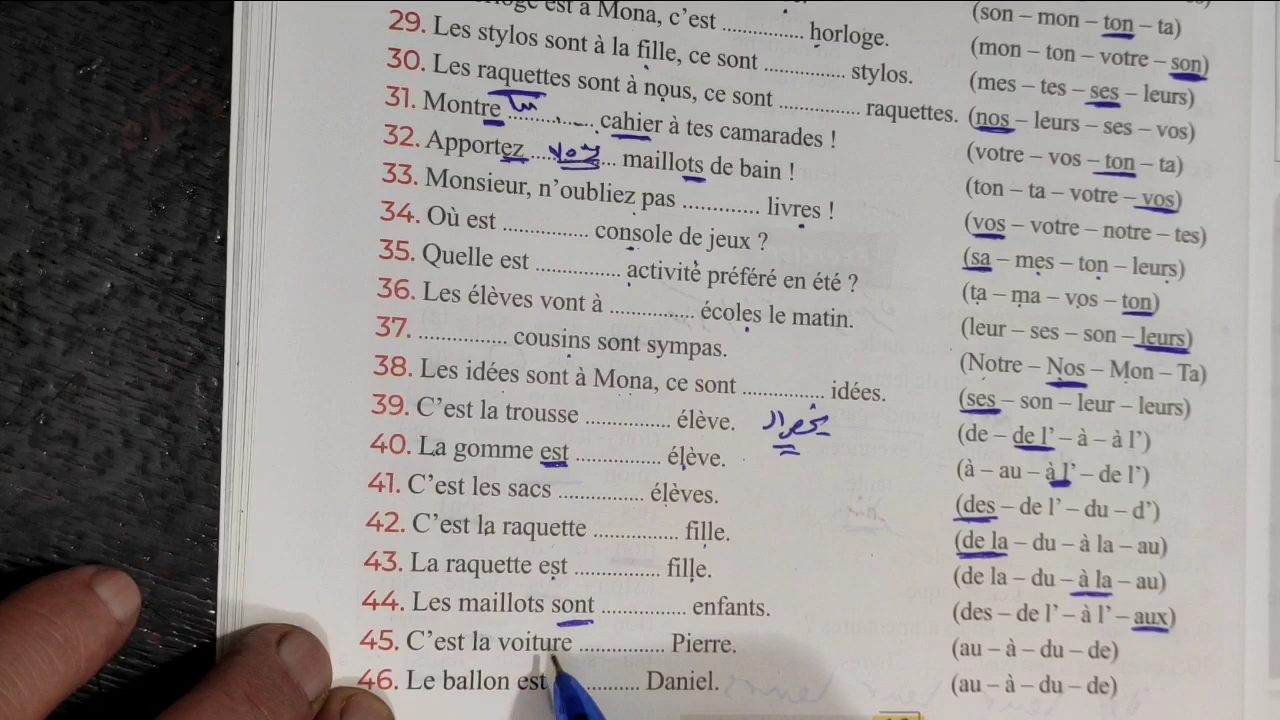 (son – mon – ton – ta)
est à Mona, c'est ............... horloge. (mon – ton – votre – son)
29. Les stylos sont à la fille, ce sont ............... stylos. (mes – tes – ses – leurs)
30. Les raquettes sont à nous, ce sont ............... raquettes. (nos – leurs – ses – vos)
31. Montre ............... cahier à tes camarades ! (votre – vos – ton – ta)
32. Apportez ...vos... maillots de bain ! (ton – ta – votre – vos)
33. Monsieur, n'oubliez pas ............. livres ! (vos – votre – notre – tes)
34. Où est ............... console de jeux ? (sa – mes – ton – leurs)
35. Quelle est ............... activité préféré en été ? (ta – ma – vos – ton)
36. Les élèves vont à ............... écoles le matin. (leur – ses – son – leurs)
37. ............... cousins sont sympas. (Notre – Nos – Mon – Ta)
38. Les idées sont à Mona, ce sont ............... idées. (ses – son – leur – leurs)
39. C'est la trousse ............... élève. (de – de l' – à – à l')
40. La gomme est ............... élève. (à – au – à l' – de l')
41. C'est les sacs ............... élèves. (des – de l' – du – d')
42. C'est la raquette ............... fille. (de la – du – à la – au)
43. La raquette est ............... fille. (de la – du – à la – au)
44. Les maillots sont ............... enfants. (des – de l' – à l' – aux)
45. C'est la voiture ............... Pierre. (au – à – du – de)
46. Le ballon est .......... Daniel. (au – à – du – de)